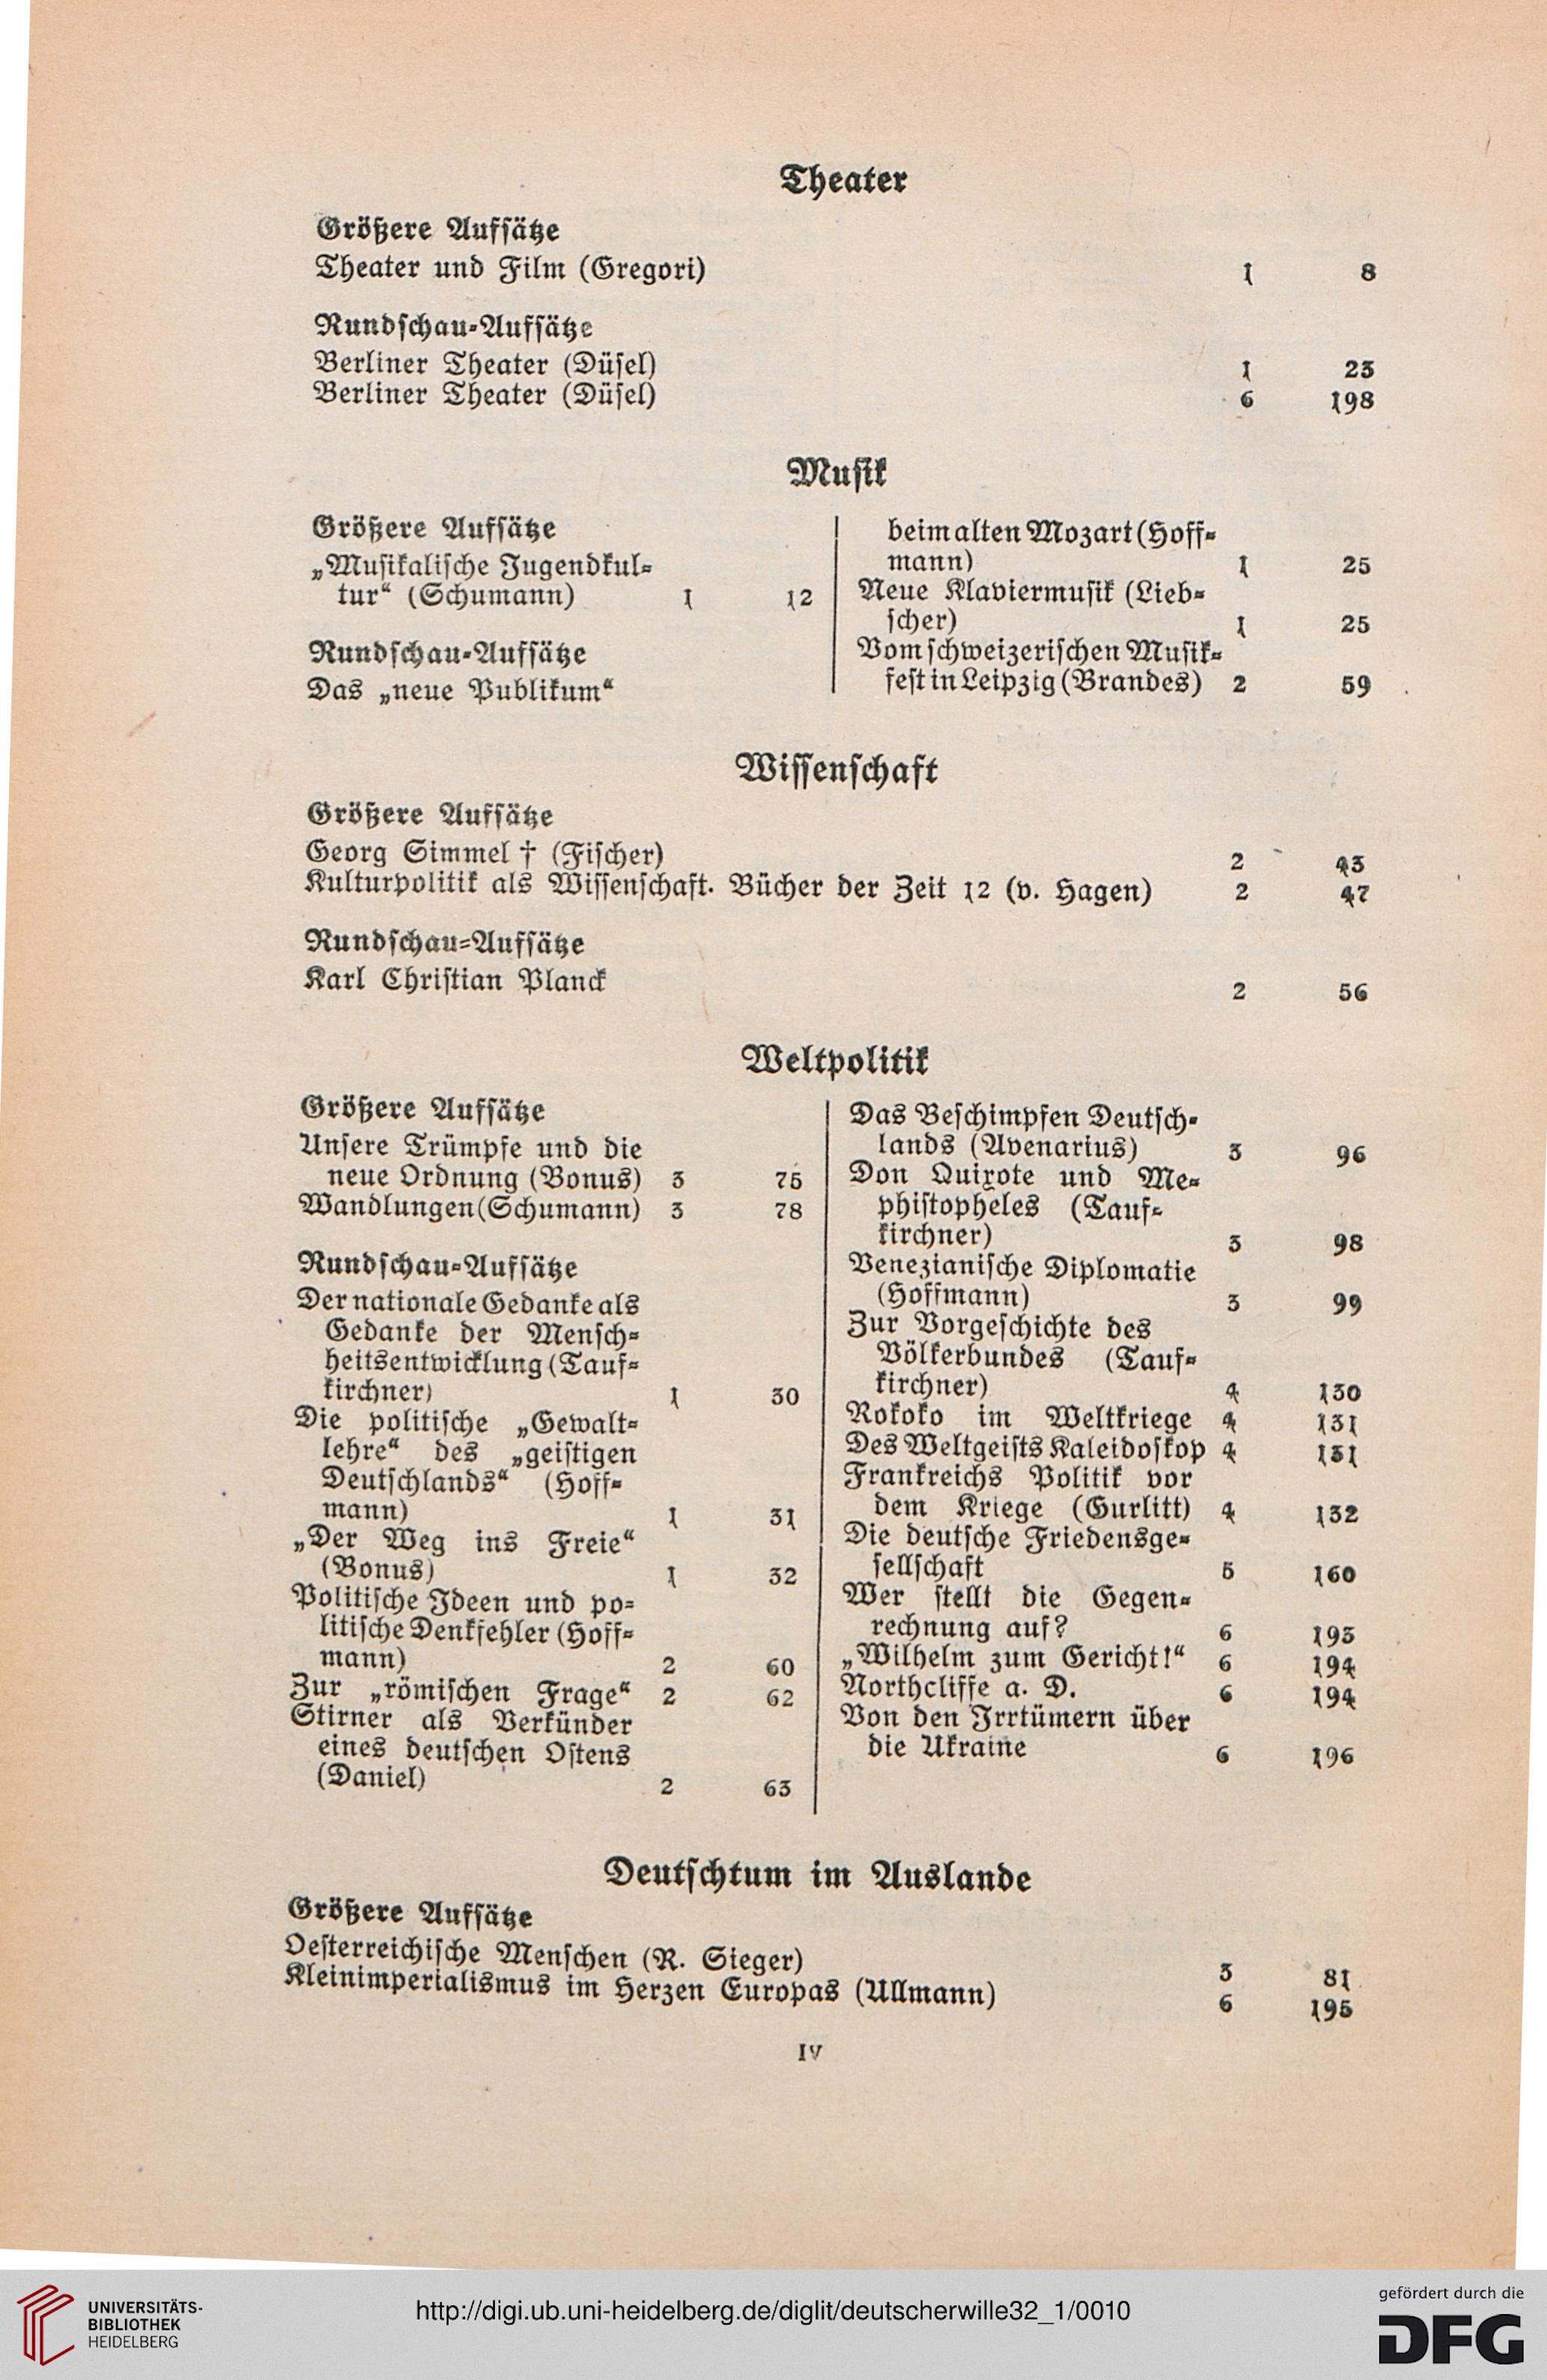 Theater
Größere Aufsätze
Theater und Film (Gregori) 1 8
Rundschau-Aufsätze
Berliner Theater (Düsel) 1 23
Berliner Theater (Düsel) 6 198
Musik
Größere Aufsätze
„Musikalische Jugendkul-
tur“ (Schumann) 1 12
Rundschau-Aufsätze
Das „neue Publikum“
beim alten Mozart (Hoff-
mann) 1 25
Neue Klaviermusik (Lieb-
scher) 1 25
Vom schweizerischen Musik-
fest in Leipzig (Brandes) 2 59
Wissenschaft
Größere Aufsätze
Georg Simmel † (Fischer) 2 43
Kulturpolitik als Wissenschaft. Bücher der Zeit 12 (v. Hagen) 2 47
Rundschau-Aufsätze
Karl Christian Planck 2 56
Weltpolitik
Größere Aufsätze
Unsere Trümpfe und die
neue Ordnung (Bonus) 3 75
Wandlungen (Schumann) 3 78
Rundschau-Aufsätze
Der nationale Gedanke als
Gedanke der Mensch-
heitsentwicklung (Tauf-
kirchner) 1 30
Die politische „Gewalt-
lehre“ des „geistigen
Deutschlands“ (Hoff-
mann) 1 31
„Der Weg ins Freie“
(Bonus) 1 32
Politische Ideen und po-
litische Denkfehler (Hoff-
mann) 2 60
Zur „römischen Frage“ 2 62
Stirner als Verkünder
eines deutschen Ostens
(Daniel) 2 63
Das Beschimpfen Deutsch-
lands (Avenarius) 3 96
Don Quixote und Me-
phistopheles (Tauf-
kirchner) 3 98
Venezianische Diplomatie
(Hoffmann) 3 99
Zur Vorgeschichte des
Völkerbundes (Tauf-
kirchner) 4 130
Rokoko im Weltkriege 4 131
Des Weltgeists Kaleidoskop 4 131
Frankreichs Politik vor
dem Kriege (Gurlitt) 4 132
Die deutsche Friedensge-
sellschaft 5 160
Wer stellt die Gegen-
rechnung auf? 6 193
„Wilhelm zum Gericht!“ 6 194
Northcliffe a. D. 6 194
Von den Irrtümern über
die Ukraine 6 196
Deutschtum im Auslande
Größere Aufsätze
Oesterreichische Menschen (R. Sieger) 3 81
Kleinimperialismus im Herzen Europas (Ullmann) 6 195
IV
UNIVERSITÄTS-
BIBLIOTHEK
HEIDELBERG
http://digi.ub.uni-heidelberg.de/diglit/deutscherwille32_1/0010
gefördert durch die
DFG